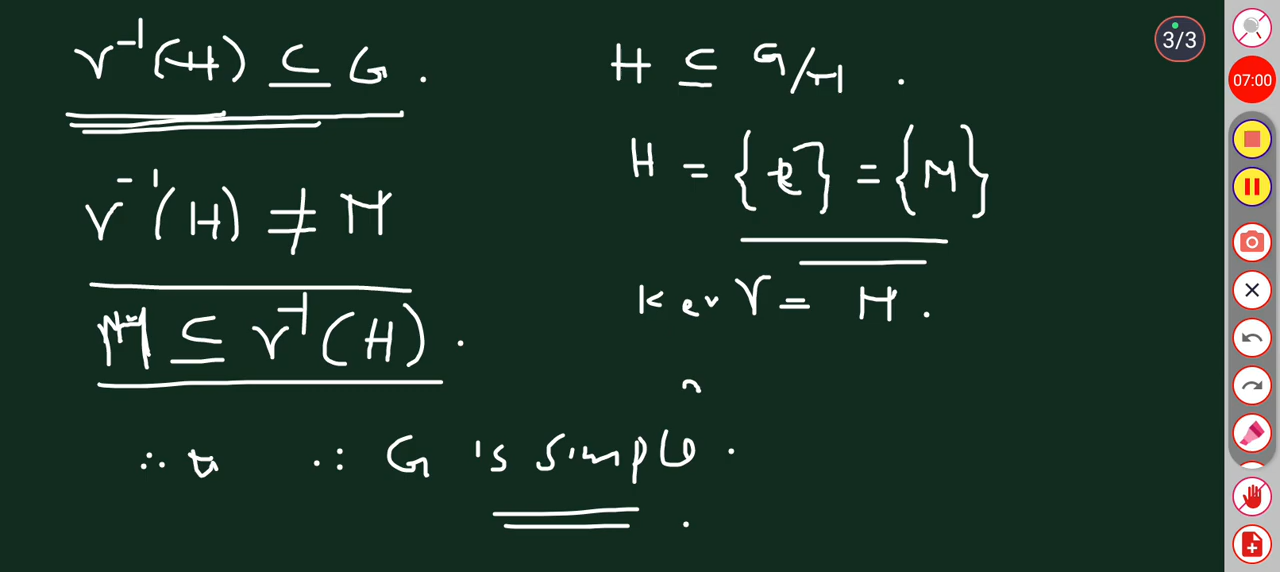 γ⁻¹(H) ⊆ G .
γ⁻¹(H) ≠ M
M ⊆ γ⁻¹(H) .
H ⊆ G/M .
H = {e} = {M}
Ker γ = M .
∴ ∵ G is simple .
3/3
07:00